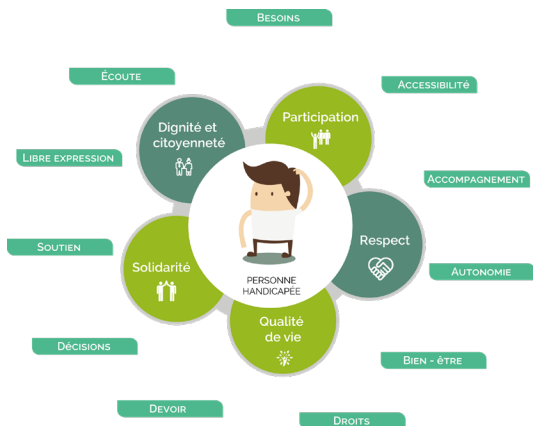 BESOINS
ÉCOUTE
ACCESSIBILITé
Dignité et
citoyenneté
Participation
LIBRE EXPRESSION
ACCOMPAGNEMENT
SOUTIEN
Solidarité
Respect
AUTONOMIE
PERSONNE
HANDICAPÉE
Qualité
de vie
DÉCISIONS
BIEN - êTRE
DEVOIR
DROITS